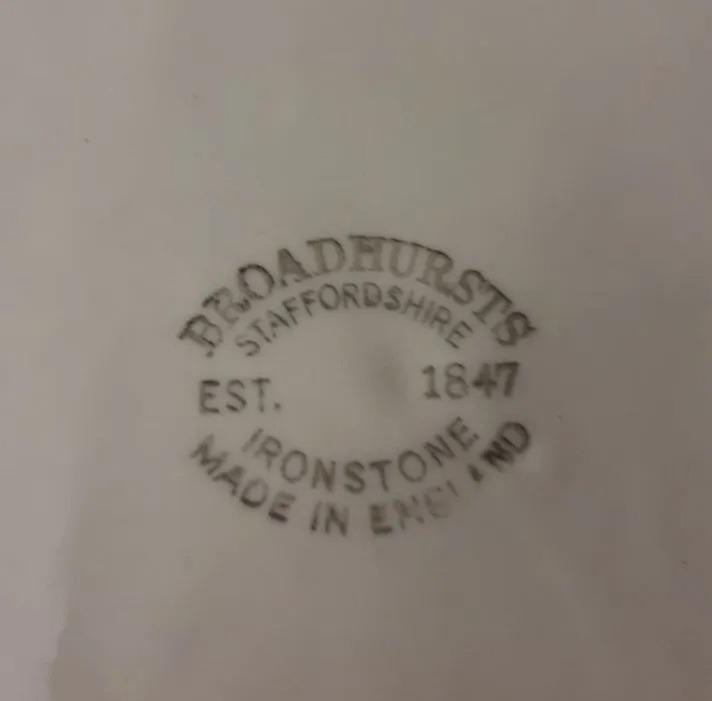 BROADHURSTS
STAFFORDSHIRE
EST. 1847
IRONSTONE
MADE IN ENGLAND